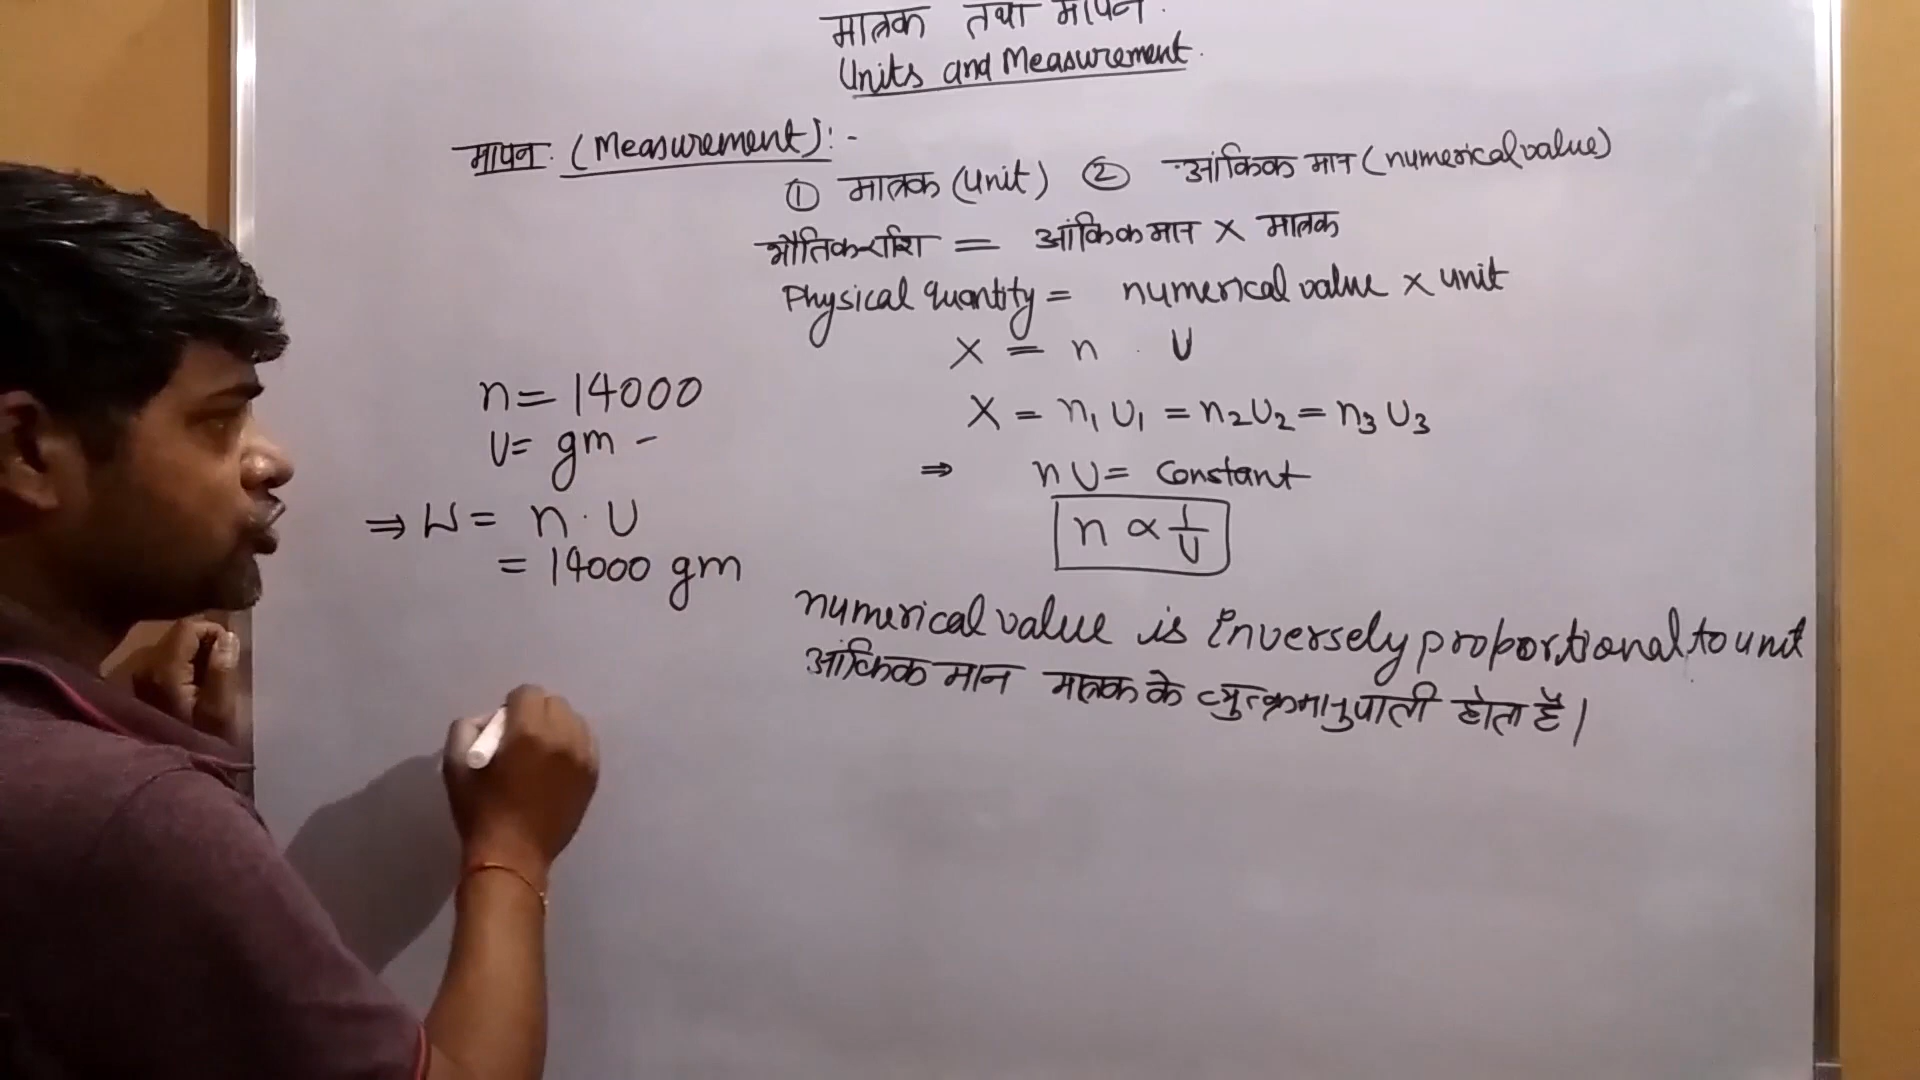 मात्रक तथा मापन.
Units and Measurement.
मापन. (Measurement):-
① मात्रक (Unit) ② आंकिक मान (numerical value)
भौतिक राशि = आंकिक मान × मात्रक
Physical quantity = numerical value × unit
X = n . U
X = n₁ U₁ = n₂ U₂ = n₃ U₃
⇒ n U = Constant
n ∝ 1/U
numerical value is Inversely proportional to unit
आंकिक मान मात्रक के व्युत्क्रमानुपाती होता है।
n = 14000
U = gm -
⇒ W = n . U
= 14000 gm